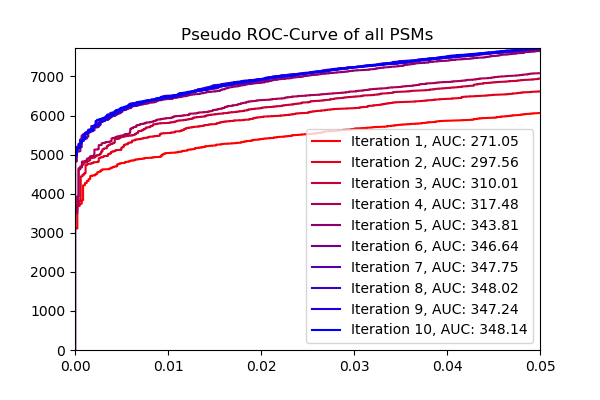 Pseudo ROC-Curve of all PSMs
7000
6000
5000
4000
3000
2000
1000
0
Iteration 1, AUC: 271.05
Iteration 2, AUC: 297.56
Iteration 3, AUC: 310.01
Iteration 4, AUC: 317.48
Iteration 5, AUC: 343.81
Iteration 6, AUC: 346.64
Iteration 7, AUC: 347.75
Iteration 8, AUC: 348.02
Iteration 9, AUC: 347.24
Iteration 10, AUC: 348.14
0.00 0.01 0.02 0.03 0.04 0.05